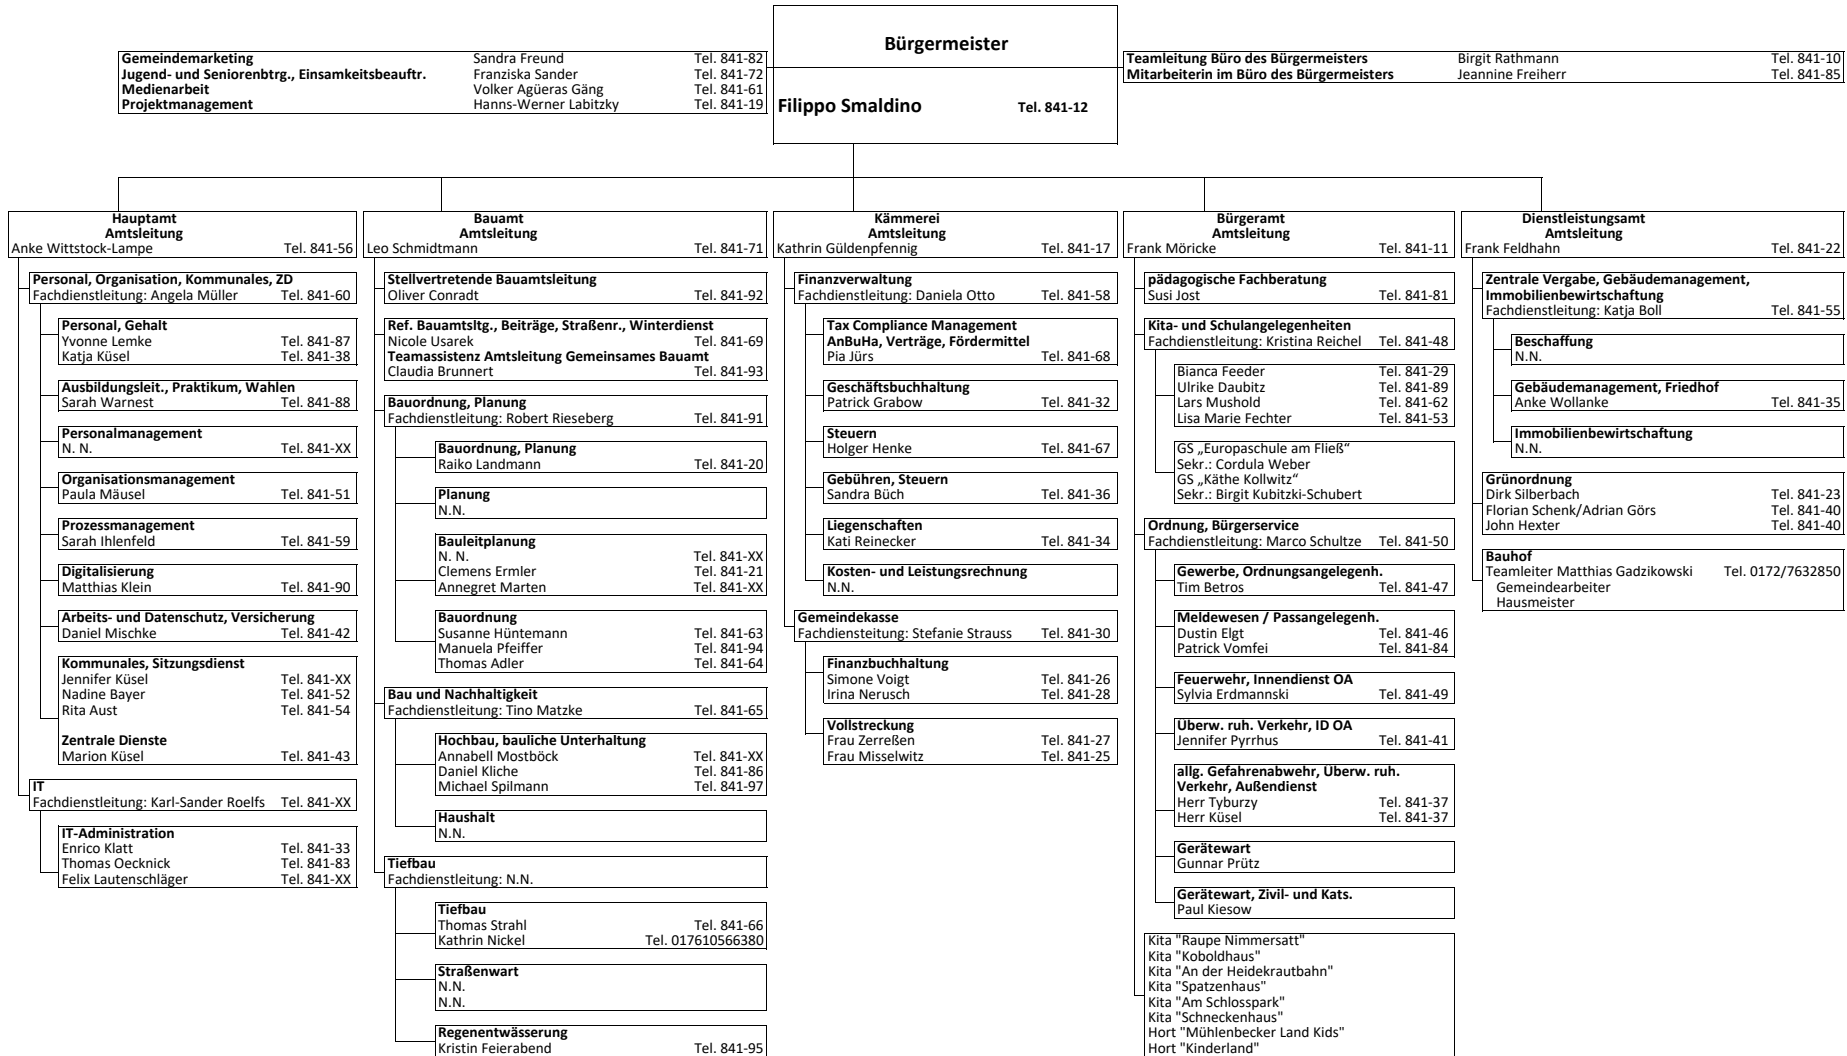 Bürgermeister
Filippo Smaldino Tel. 841-12
Gemeindemarketing Sandra Freund Tel. 841-82
Jugend- und Seniorenbtrg., Einsamkeitsbeauftr. Franziska Sander Tel. 841-72
Medienarbeit Volker Agüeras Gäng Tel. 841-61
Projektmanagement Hanns-Werner Labitzky Tel. 841-19
Teamleitung Büro des Bürgermeisters Birgit Rathmann Tel. 841-10
Mitarbeiterin im Büro des Bürgermeisters Jeannine Freiherr Tel. 841-85
Hauptamt
Amtsleitung
Anke Wittstock-Lampe Tel. 841-56
Personal, Organisation, Kommunales, ZD
Fachdienstleitung: Angela Müller Tel. 841-60
Personal, Gehalt
Yvonne Lemke Tel. 841-87
Katja Küsel Tel. 841-38
Ausbildungsleit., Praktikum, Wahlen
Sarah Warnest Tel. 841-88
Personalmanagement
N. N. Tel. 841-XX
Organisationsmanagement
Paula Mäusel Tel. 841-51
Prozessmanagement
Sarah Ihlenfeld Tel. 841-59
Digitalisierung
Matthias Klein Tel. 841-90
Arbeits- und Datenschutz, Versicherung
Daniel Mischke Tel. 841-42
Kommunales, Sitzungsdienst
Jennifer Küsel Tel. 841-XX
Nadine Bayer Tel. 841-52
Rita Aust Tel. 841-54
Zentrale Dienste
Marion Küsel Tel. 841-43
IT
Fachdienstleitung: Karl-Sander Roelfs Tel. 841-XX
IT-Administration
Enrico Klatt Tel. 841-33
Thomas Oecknick Tel. 841-83
Felix Lautenschläger Tel. 841-XX
Bauamt
Amtsleitung
Leo Schmidtmann Tel. 841-71
Stellvertretende Bauamtsleitung
Oliver Conradt Tel. 841-92
Ref. Bauamtsltg., Beiträge, Straßenr., Winterdienst
Nicole Usarek Tel. 841-69
Teamassistenz Amtsleitung Gemeinsames Bauamt
Claudia Brunnert Tel. 841-93
Bauordnung, Planung
Fachdienstleitung: Robert Rieseberg Tel. 841-91
Bauordnung, Planung
Raiko Landmann Tel. 841-20
Planung
N.N.
Bauleitplanung
N. N. Tel. 841-XX
Clemens Ermler Tel. 841-21
Annegret Marten Tel. 841-XX
Bauordnung
Susanne Hüntemann Tel. 841-63
Manuela Pfeiffer Tel. 841-94
Thomas Adler Tel. 841-64
Bau und Nachhaltigkeit
Fachdienstleitung: Tino Matzke Tel. 841-65
Hochbau, bauliche Unterhaltung
Annabell Mostböck Tel. 841-XX
Daniel Kliche Tel. 841-86
Michael Spilmann Tel. 841-97
Haushalt
N.N.
Tiefbau
Fachdienstleitung: N.N.
Tiefbau
Thomas Strahl Tel. 841-66
Kathrin Nickel Tel. 017610566380
Straßenwart
N.N.
N.N.
Regenentwässerung
Kristin Feierabend Tel. 841-95
Kämmerei
Amtsleitung
Kathrin Güldenpfennig Tel. 841-17
Finanzverwaltung
Fachdienstleitung: Daniela Otto Tel. 841-58
Tax Compliance Management
AnBuHa, Verträge, Fördermittel
Pia Jürs Tel. 841-68
Geschäftsbuchhaltung
Patrick Grabow Tel. 841-32
Steuern
Holger Henke Tel. 841-67
Gebühren, Steuern
Sandra Büch Tel. 841-36
Liegenschaften
Kati Reinecker Tel. 841-34
Kosten- und Leistungsrechnung
N.N.
Gemeindekasse
Fachdiensteitung: Stefanie Strauss Tel. 841-30
Finanzbuchhaltung
Simone Voigt Tel. 841-26
Irina Nerusch Tel. 841-28
Vollstreckung
Frau Zerreßen Tel. 841-27
Frau Misselwitz Tel. 841-25
Bürgeramt
Amtsleitung
Frank Möricke Tel. 841-11
pädagogische Fachberatung
Susi Jost Tel. 841-81
Kita- und Schulangelegenheiten
Fachdienstleitung: Kristina Reichel Tel. 841-48
Bianca Feeder Tel. 841-29
Ulrike Daubitz Tel. 841-89
Lars Mushold Tel. 841-62
Lisa Marie Fechter Tel. 841-53
GS „Europaschule am Fließ“
Sekr.: Cordula Weber
GS „Käthe Kollwitz“
Sekr.: Birgit Kubitzki-Schubert
Ordnung, Bürgerservice
Fachdienstleitung: Marco Schultze Tel. 841-50
Gewerbe, Ordnungsangelegenh.
Tim Betros Tel. 841-47
Meldewesen / Passangelegenh.
Dustin Elgt Tel. 841-46
Patrick Vomfei Tel. 841-84
Feuerwehr, Innendienst OA
Sylvia Erdmannski Tel. 841-49
Überw. ruh. Verkehr, ID OA
Jennifer Pyrrhus Tel. 841-41
allg. Gefahrenabwehr, Überw. ruh.
Verkehr, Außendienst
Herr Tyburzy Tel. 841-37
Herr Küsel Tel. 841-37
Gerätewart
Gunnar Prütz
Gerätewart, Zivil- und Kats.
Paul Kiesow
Kita "Raupe Nimmersatt"
Kita "Koboldhaus"
Kita "An der Heidekrautbahn"
Kita "Spatzenhaus"
Kita "Am Schlosspark"
Kita "Schneckenhaus"
Hort "Mühlenbecker Land Kids"
Hort "Kinderland"
Dienstleistungsamt
Amtsleitung
Frank Feldhahn Tel. 841-22
Zentrale Vergabe, Gebäudemanagement,
Immobilienbewirtschaftung
Fachdienstleitung: Katja Boll Tel. 841-55
Beschaffung
N.N.
Gebäudemanagement, Friedhof
Anke Wollanke Tel. 841-35
Immobilienbewirtschaftung
N.N.
Grünordnung
Dirk Silberbach Tel. 841-23
Florian Schenk/Adrian Görs Tel. 841-40
John Hexter Tel. 841-40
Bauhof
Teamleiter Matthias Gadzikowski Tel. 0172/7632850
Gemeindearbeiter
Hausmeister